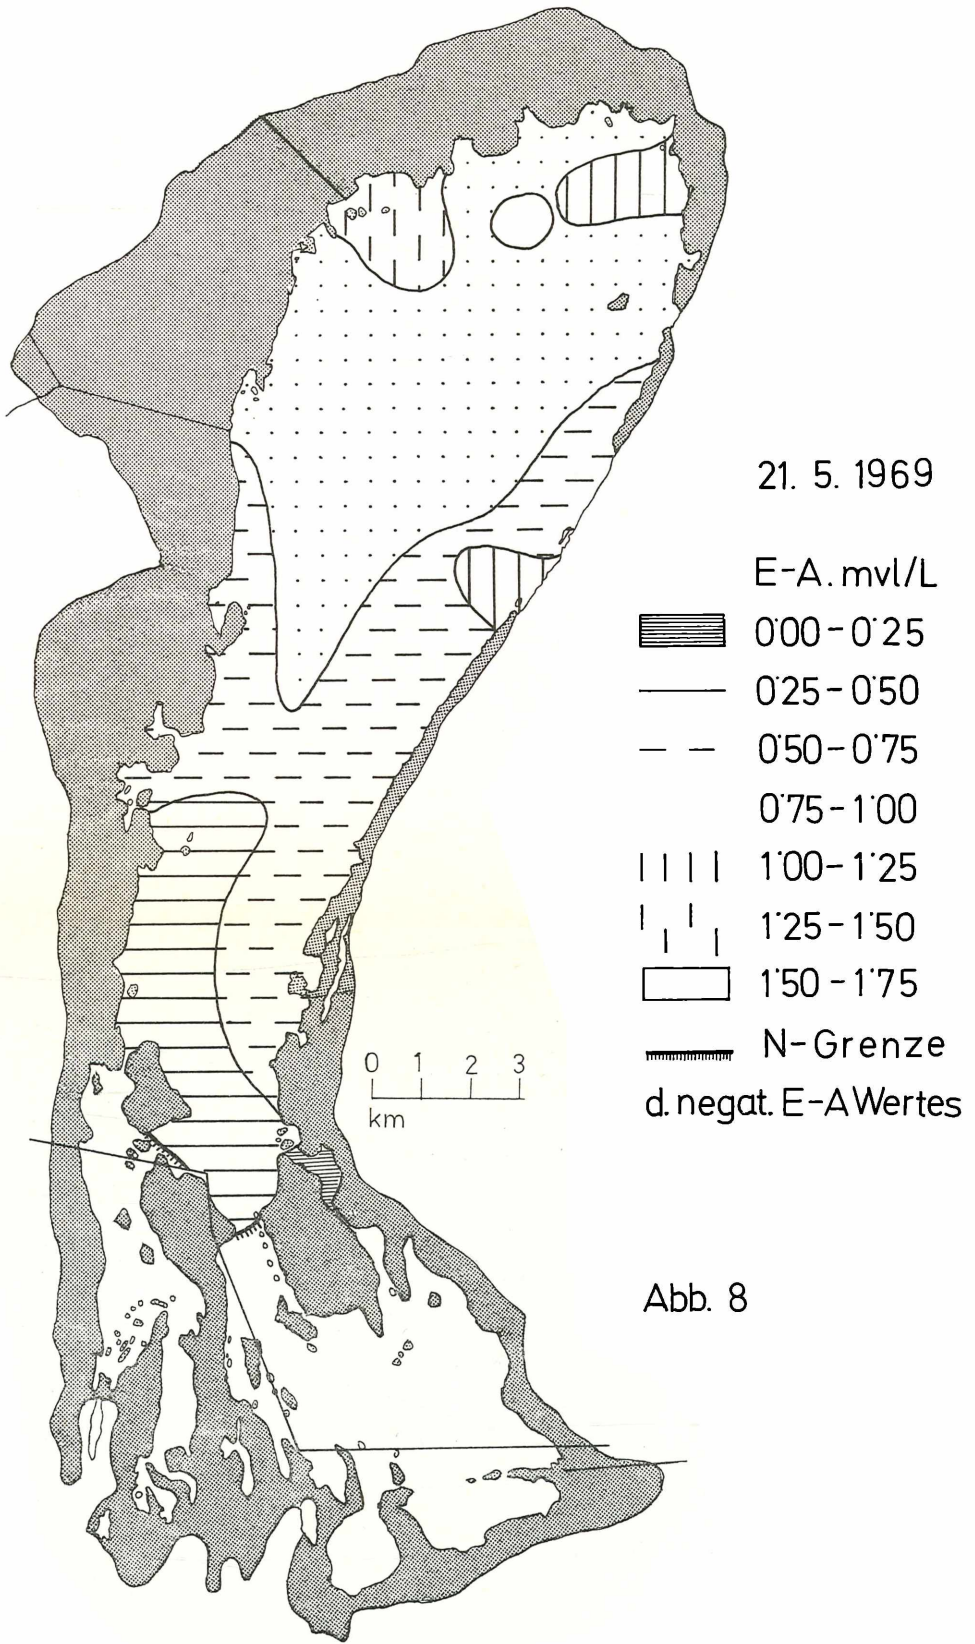 21. 5. 1969
E-A. mvl/L
0'00-0'25
0'25-0'50
0'50-0'75
0'75-1'00
1'00-1'25
1'25-1'50
1'50-1'75
N-Grenze
d. negat. E-A Wertes
0 1 2 3
km
Abb. 8